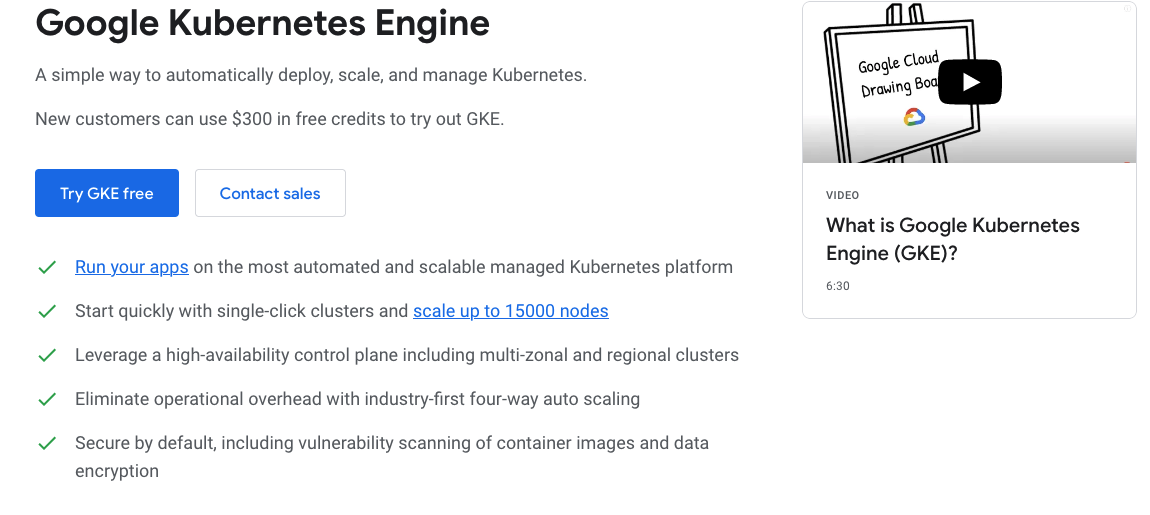 Google Kubernetes Engine
A simple way to automatically deploy, scale, and manage Kubernetes.
New customers can use $300 in free credits to try out GKE.
Try GKE free
Contact sales
Run your apps on the most automated and scalable managed Kubernetes platform
Start quickly with single-click clusters and scale up to 15000 nodes
Leverage a high-availability control plane including multi-zonal and regional clusters
Eliminate operational overhead with industry-first four-way auto scaling
Secure by default, including vulnerability scanning of container images and data
encryption
Google Cloud
Drawing Boa
VIDEO
What is Google Kubernetes
Engine (GKE)?
6:30